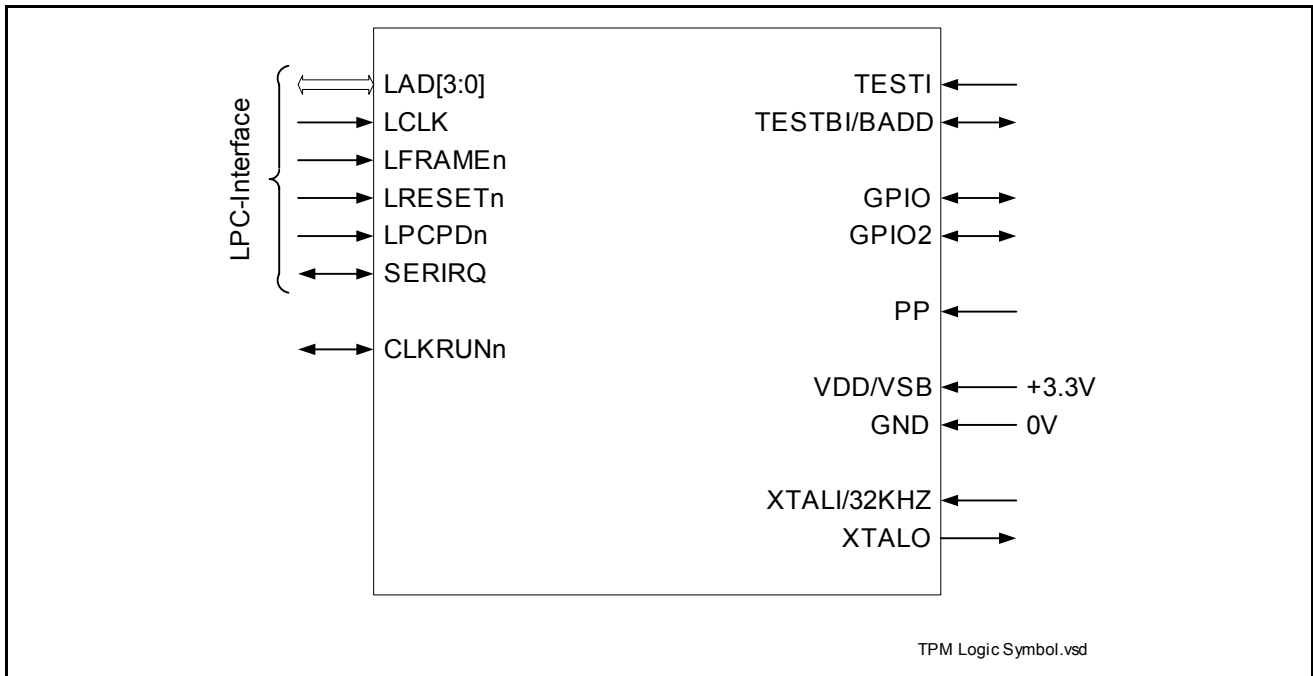 LPC-Interface
LAD[3:0]
LCLK
LFRAMEn
LRESETn
LPCPDn
SERIRQ
CLKRUNn
TESTI
TESTBI/BADD
GPIO
GPIO2
PP
VDD/VSB +3.3V
GND 0V
XTALI/32KHZ
XTALO
TPM Logic Symbol.vsd